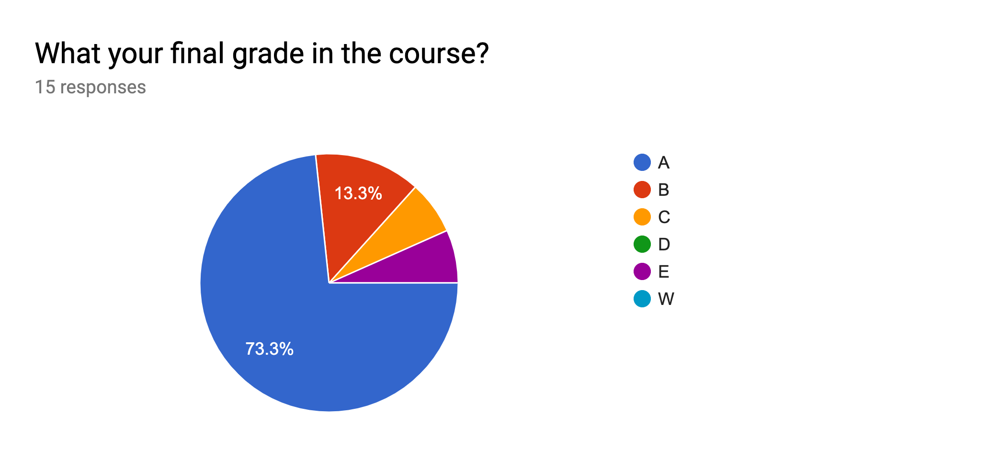 What your final grade in the course?
15 responses
13.3%
73.3%
A
B
C
D
E
W